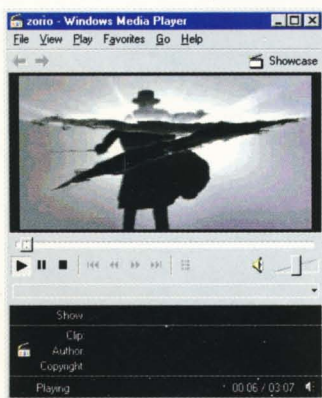 zorio - Windows Media Player
File View Play Favorites Go Help
Showcase
Show
Clip
Author
Copyright
Playing 00:06 / 03:07